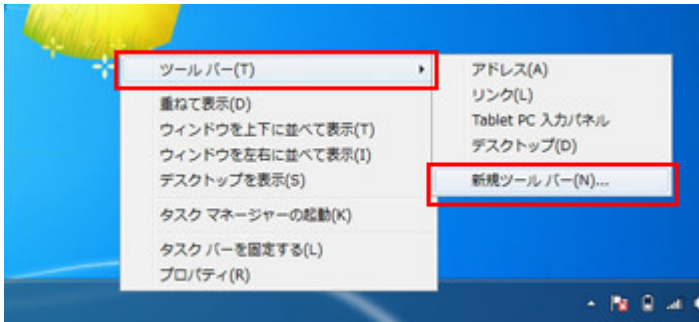 ツール バー(T)
重ねて表示(D)
ウィンドウを上下に並べて表示(T)
ウィンドウを左右に並べて表示(I)
デスクトップを表示(S)
タスク マネージャーの起動(K)
タスク バーを固定する(L)
プロパティ(R)
アドレス(A)
リンク(L)
Tablet PC 入力パネル
デスクトップ(D)
新規ツール バー(N)...